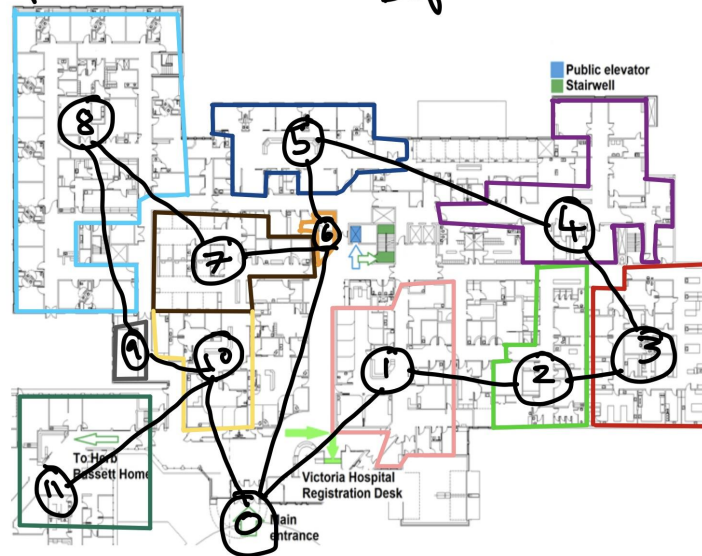 Public elevator
Stairwell
8
5
4
6
7
9
10
3
1
2
To Herb
Bassett Home
11
Victoria Hospital
Registration Desk
0
Main
entrance